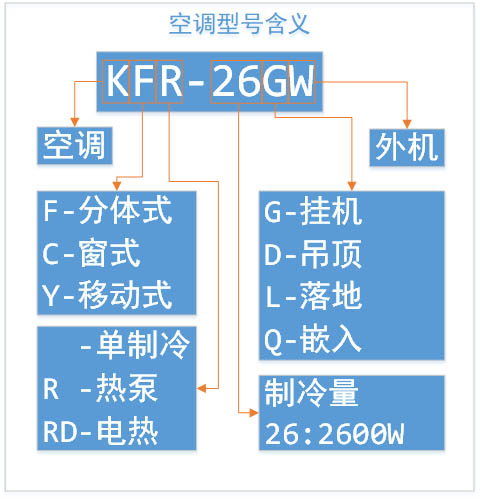 空调型号含义
KFR-26GW
空调
外机
F-分体式
C-窗式
Y-移动式
G-挂机
D-吊顶
L-落地
Q-嵌入
-单制冷
R -热泵
RD-电热
制冷量
26:2600W